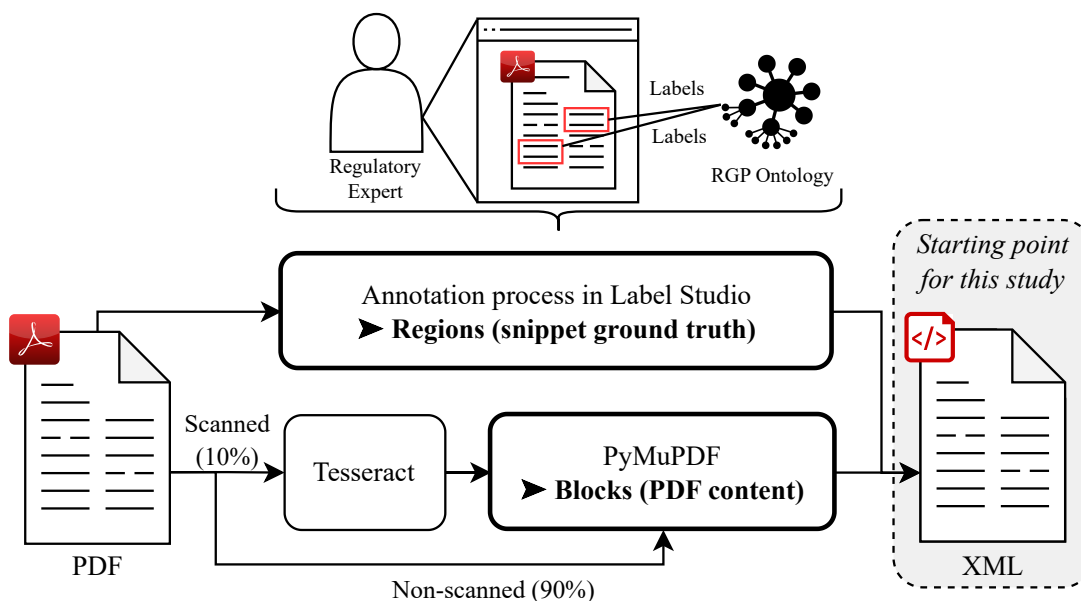 Regulatory
Expert
Labels
Labels
RGP Ontology
Starting point
for this study
Annotation process in Label Studio
➤ Regions (snippet ground truth)
</>
Scanned
(10%)
Tesseract
PyMuPDF
➤ Blocks (PDF content)
PDF
Non-scanned (90%)
XML